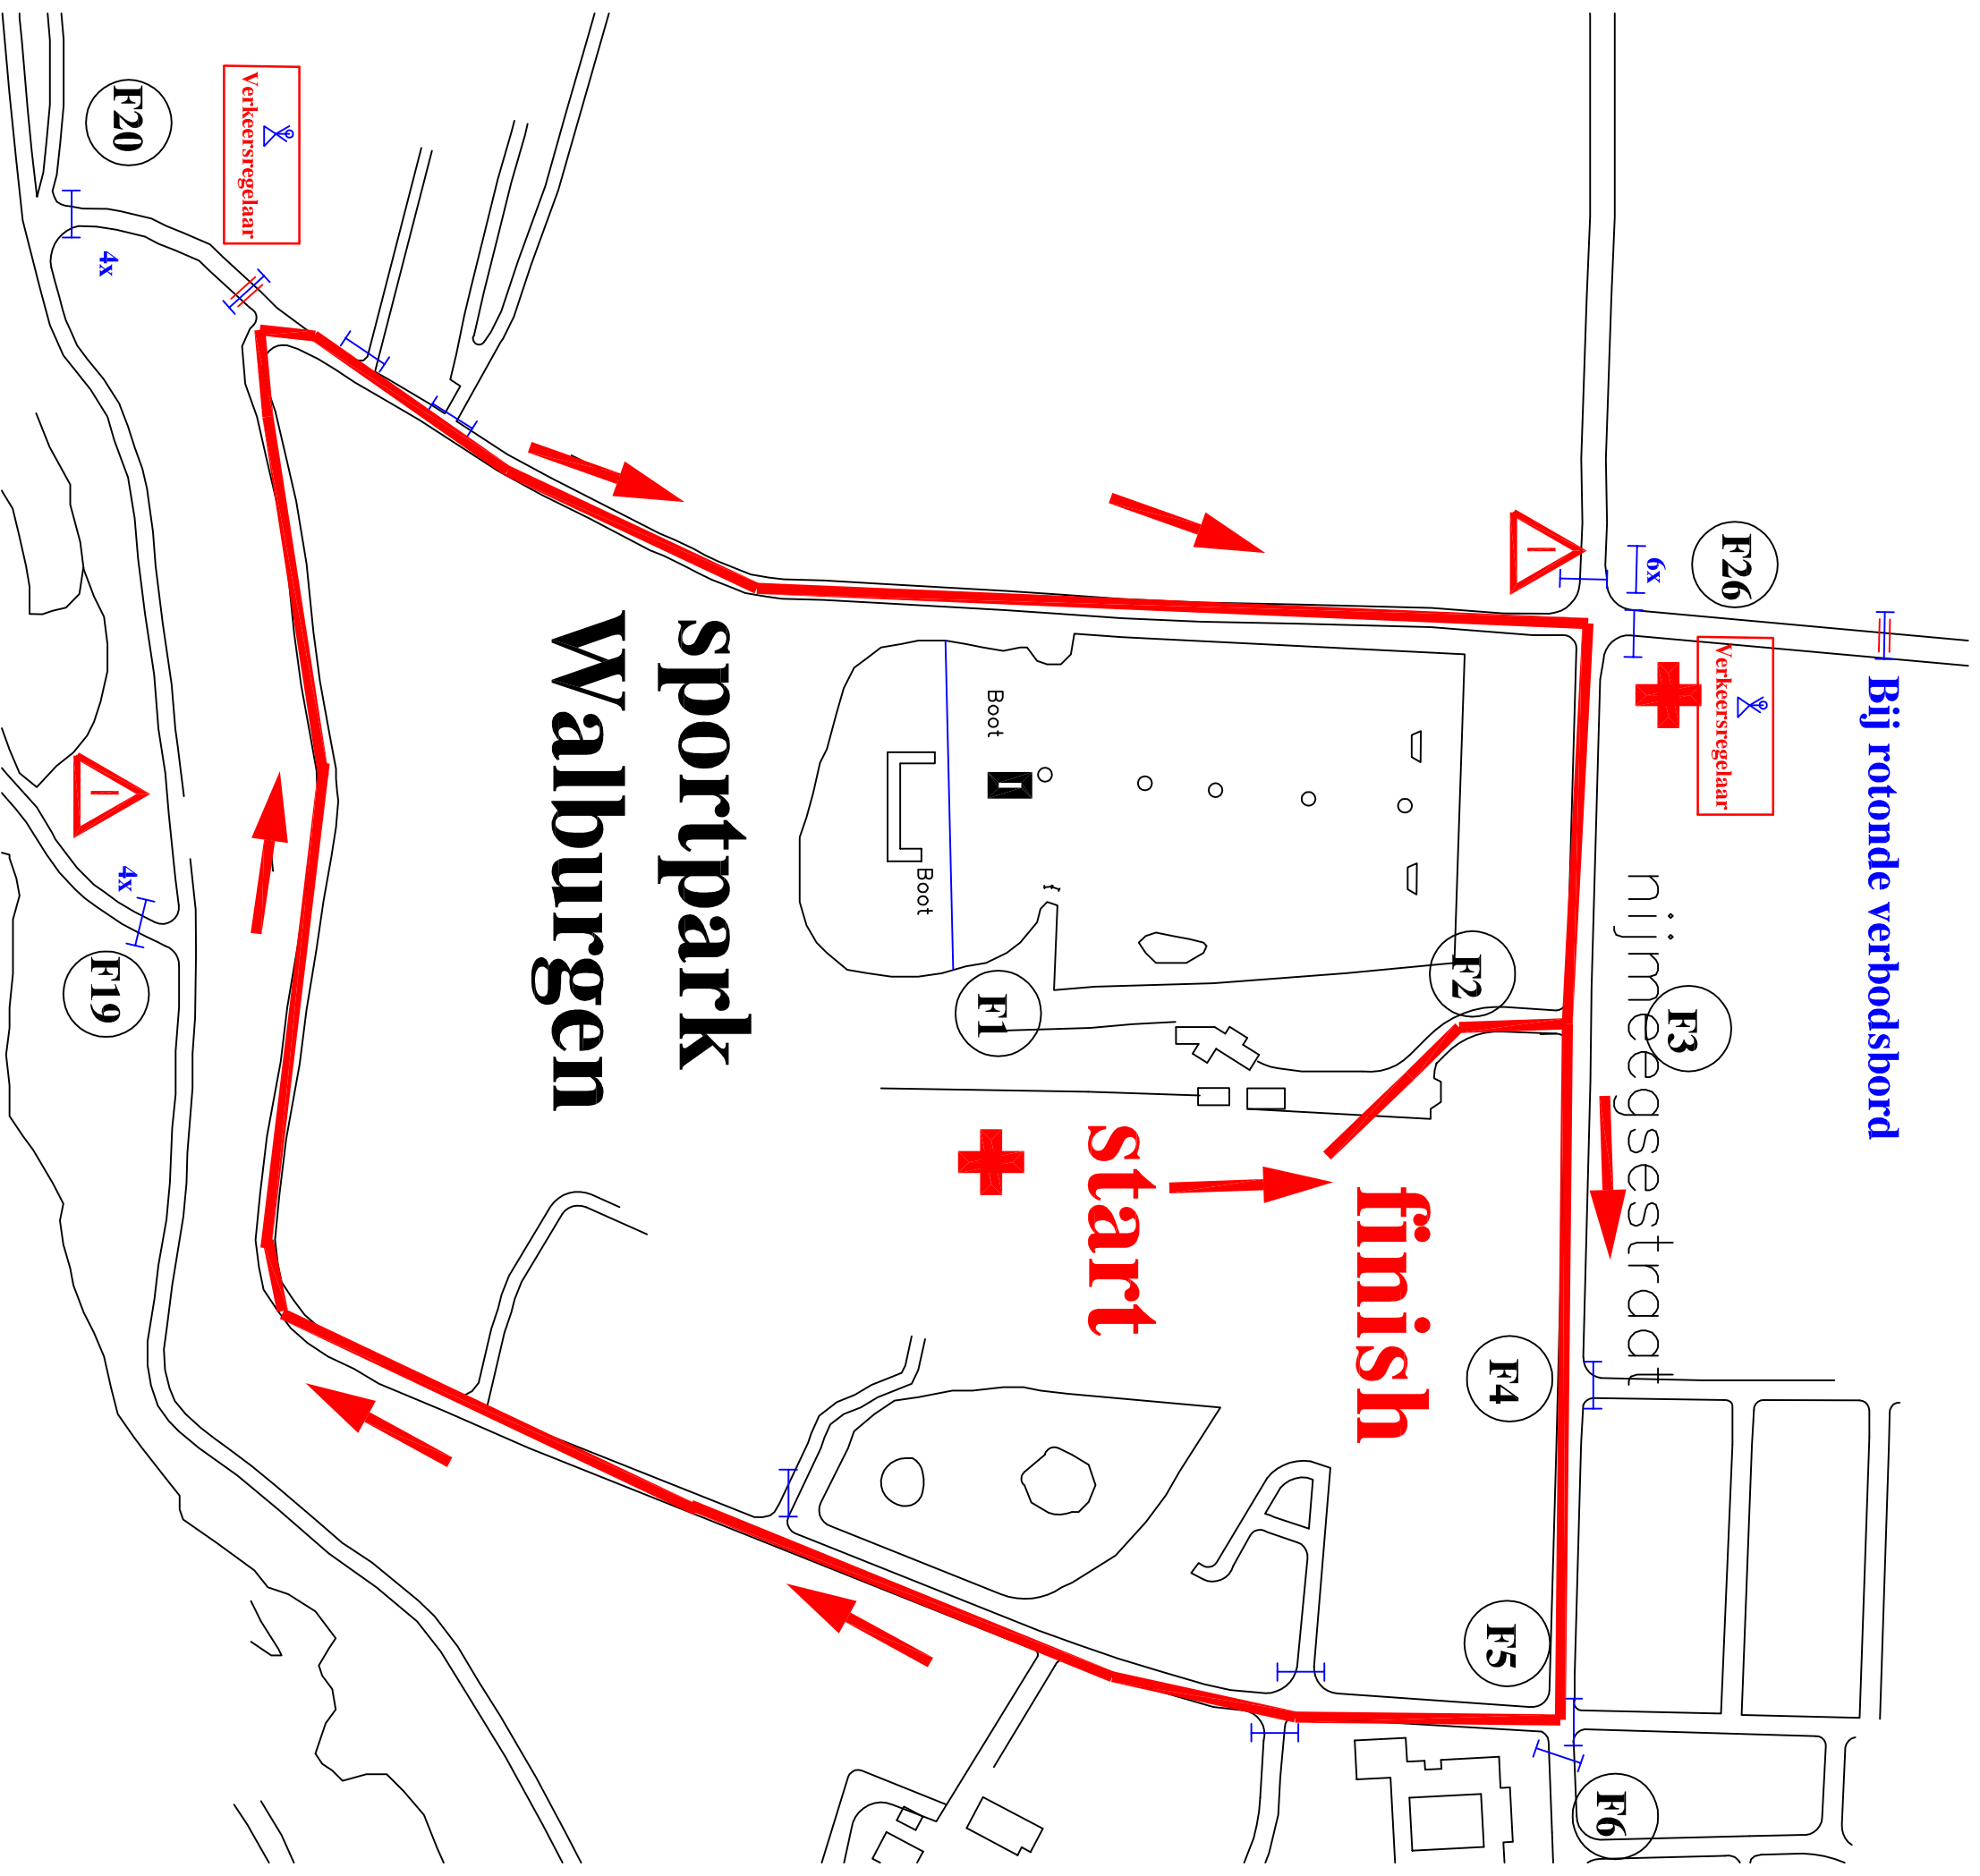 Bij rotonde verbodsbord
F26
6x
Verkeersregelaar
F3
nijmeegsestraat
F2
F4
F5
F6
finish
start
F1
Boot
Boot
sportpark
Walburgen
Verkeersregelaar
F20
4x
4x
F19